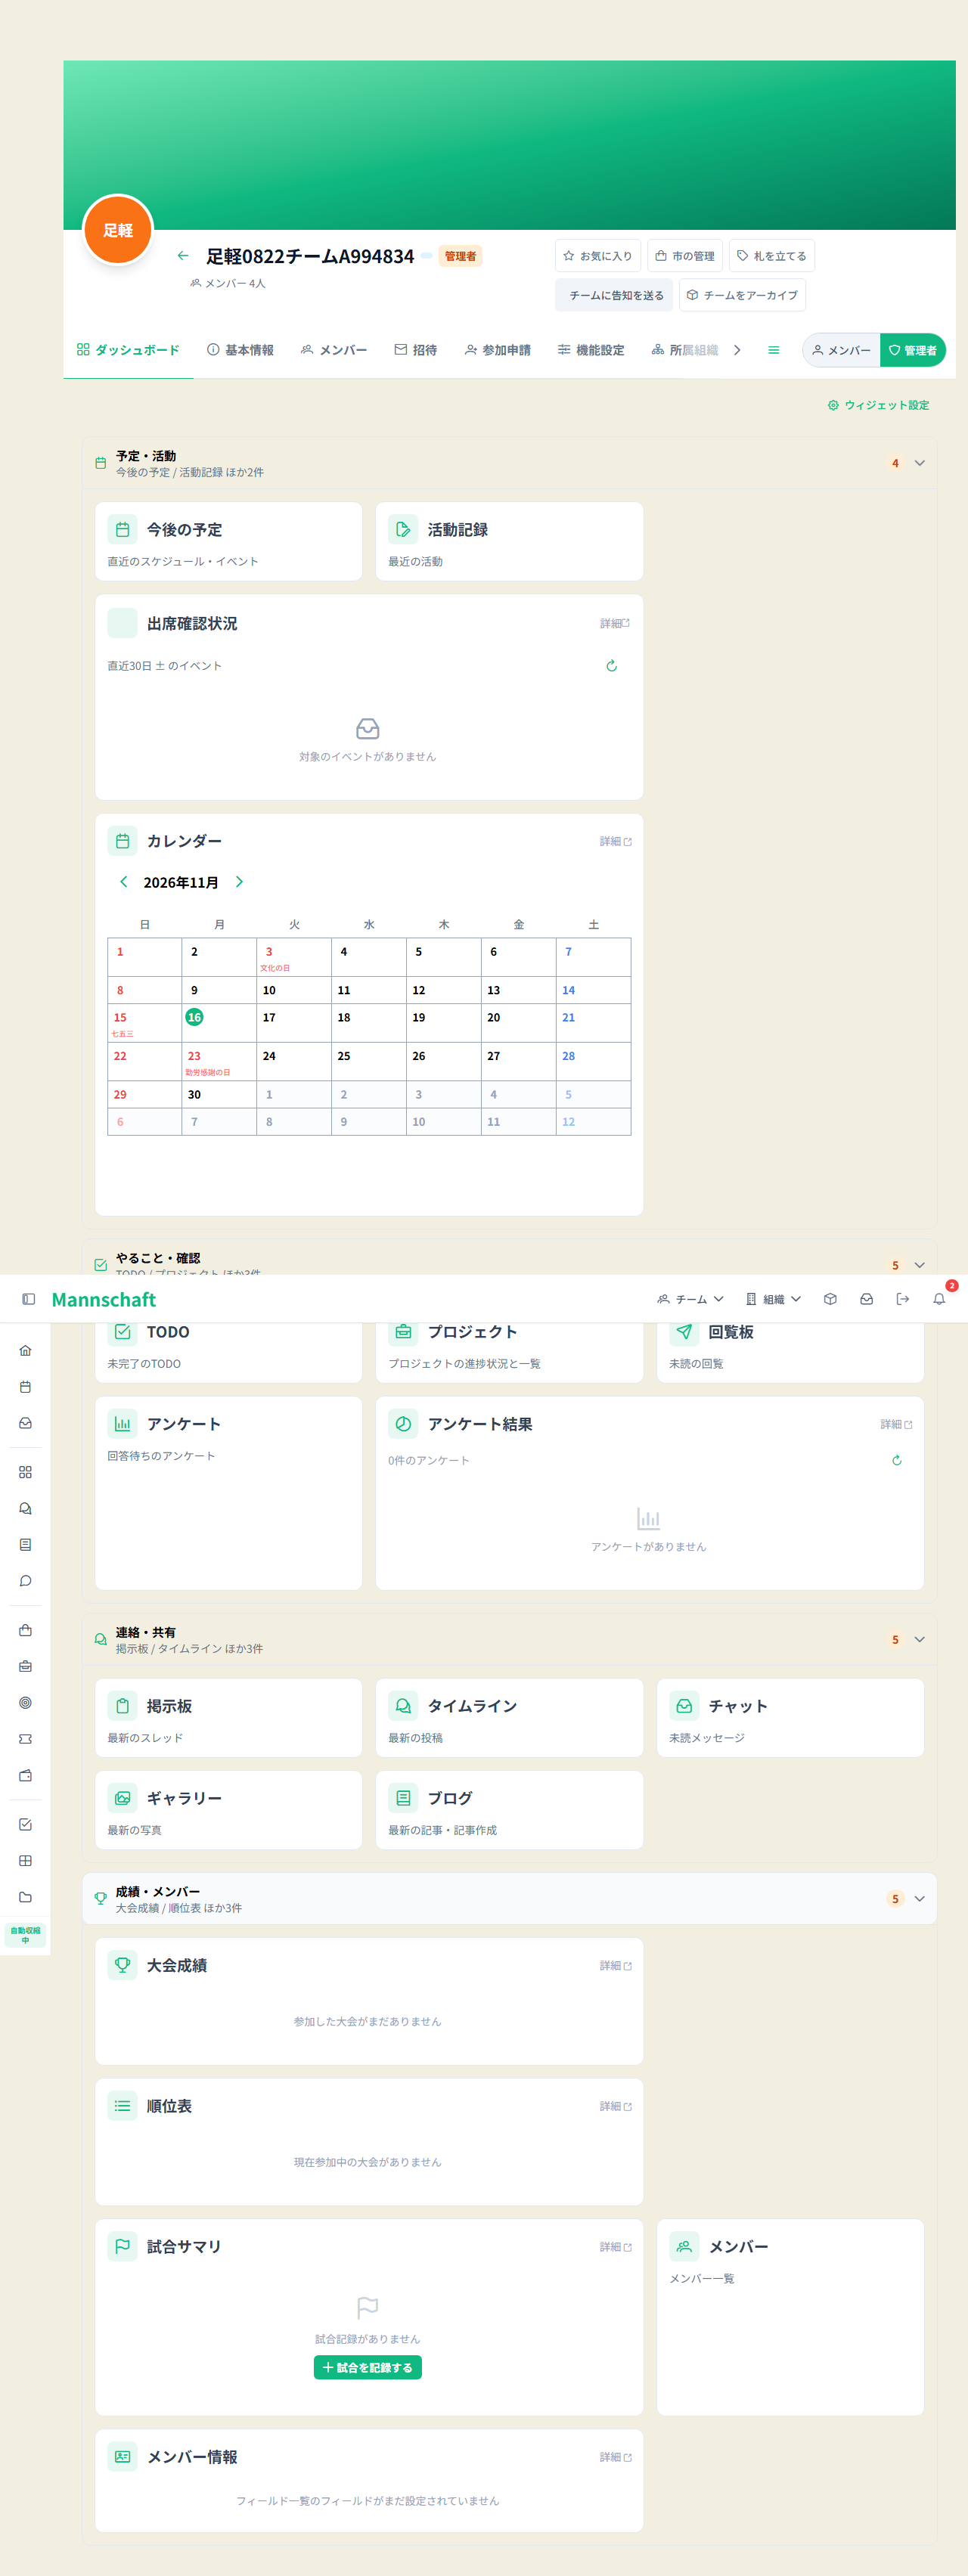 足軽
足軽0822チームA994834
管理者
メンバー 4人
お気に入り
市の管理
札を立てる
チームに告知を送る
チームをアーカイブ
ダッシュボード
基本情報
メンバー
招待
参加申請
機能設定
所属組織
メンバー
管理者
ウィジェット設定
予定・活動
今後の予定 / 活動記録 ほか2件
4
今後の予定
直近のスケジュール・イベント
活動記録
最近の活動
出席確認状況
詳細
直近30日 ± のイベント
対象のイベントがありません
カレンダー
詳細
2026年11月
日 月 火 水 木 金 土
1 2 3 4 5 6 7
文化の日
8 9 10 11 12 13 14
15 16 17 18 19 20 21
七五三
22 23 24 25 26 27 28
勤労感謝の日
29 30 1 2 3 4 5
6 7 8 9 10 11 12
やること・確認
TODO / プロジェクト ほか3件
5
Mannschaft
チーム
組織
2
TODO
未完了のTODO
プロジェクト
プロジェクトの進捗状況と一覧
回覧板
未読の回覧
アンケート
回答待ちのアンケート
アンケート結果
詳細
0件のアンケート
アンケートがありません
連絡・共有
掲示板 / タイムライン ほか3件
5
掲示板
最新のスレッド
タイムライン
最新の投稿
チャット
未読メッセージ
ギャラリー
最新の写真
ブログ
最新の記事・記事作成
成績・メンバー
大会成績 / 順位表 ほか3件
5
自動収縮
中
大会成績
詳細
参加した大会がまだありません
順位表
詳細
現在参加中の大会がありません
試合サマリ
詳細
試合記録がありません
試合を記録する
メンバー
メンバー一覧
メンバー情報
詳細
フィールド一覧のフィールドがまだ設定されていません